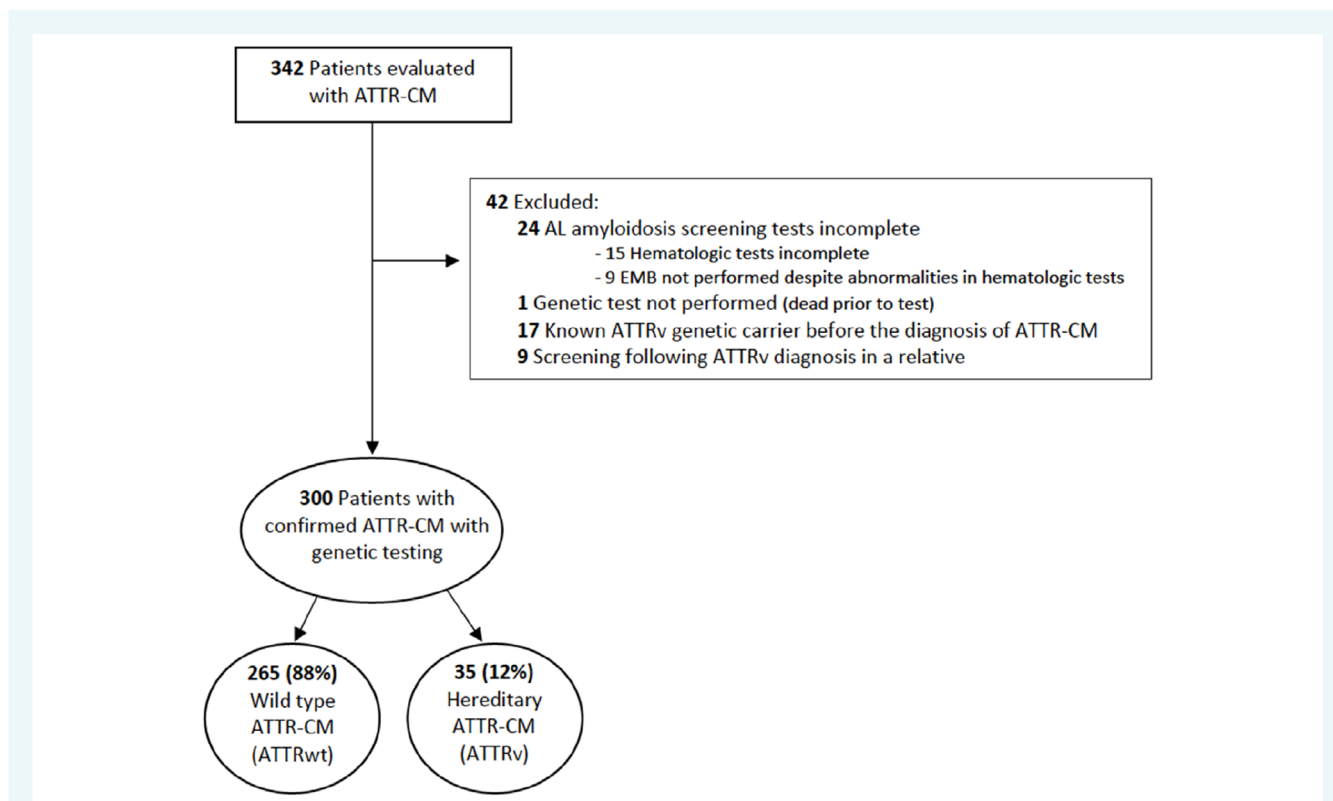 342 Patients evaluated
with ATTR-CM
42 Excluded:
24 AL amyloidosis screening tests incomplete
- 15 Hematologic tests incomplete
- 9 EMB not performed despite abnormalities in hematologic tests
1 Genetic test not performed (dead prior to test)
17 Known ATTRv genetic carrier before the diagnosis of ATTR-CM
9 Screening following ATTRv diagnosis in a relative
300 Patients with
confirmed ATTR-CM with
genetic testing
265 (88%)
Wild type
ATTR-CM
(ATTRwt)
35 (12%)
Hereditary
ATTR-CM
(ATTRv)